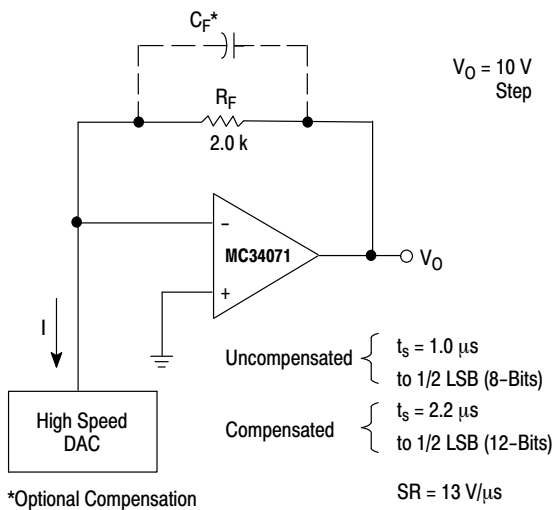 C_F*
V_O = 10 V
Step
R_F
2.0 k
–
MC34071
+
V_O
I
Uncompensated
t_s = 1.0 μs
to 1/2 LSB (8–Bits)
Compensated
t_s = 2.2 μs
to 1/2 LSB (12–Bits)
High Speed
DAC
SR = 13 V/μs
*Optional Compensation